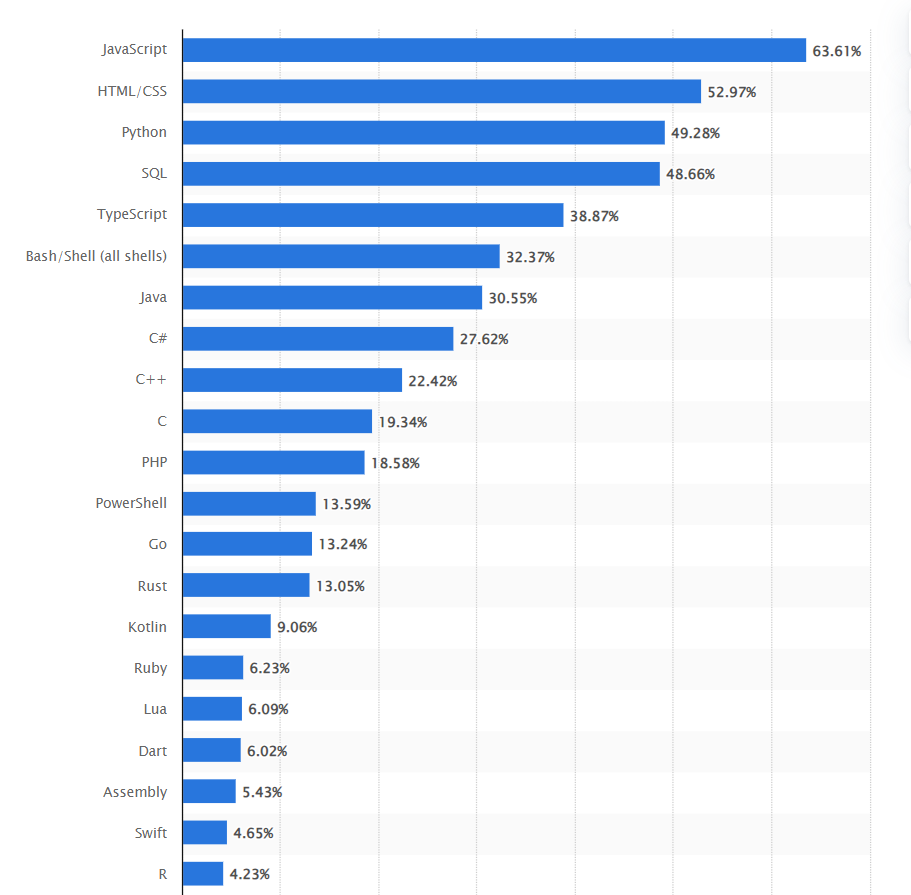 JavaScript 63.61%
HTML/CSS 52.97%
Python 49.28%
SQL 48.66%
TypeScript 38.87%
Bash/Shell (all shells) 32.37%
Java 30.55%
C# 27.62%
C++ 22.42%
C 19.34%
PHP 18.58%
PowerShell 13.59%
Go 13.24%
Rust 13.05%
Kotlin 9.06%
Ruby 6.23%
Lua 6.09%
Dart 6.02%
Assembly 5.43%
Swift 4.65%
R 4.23%